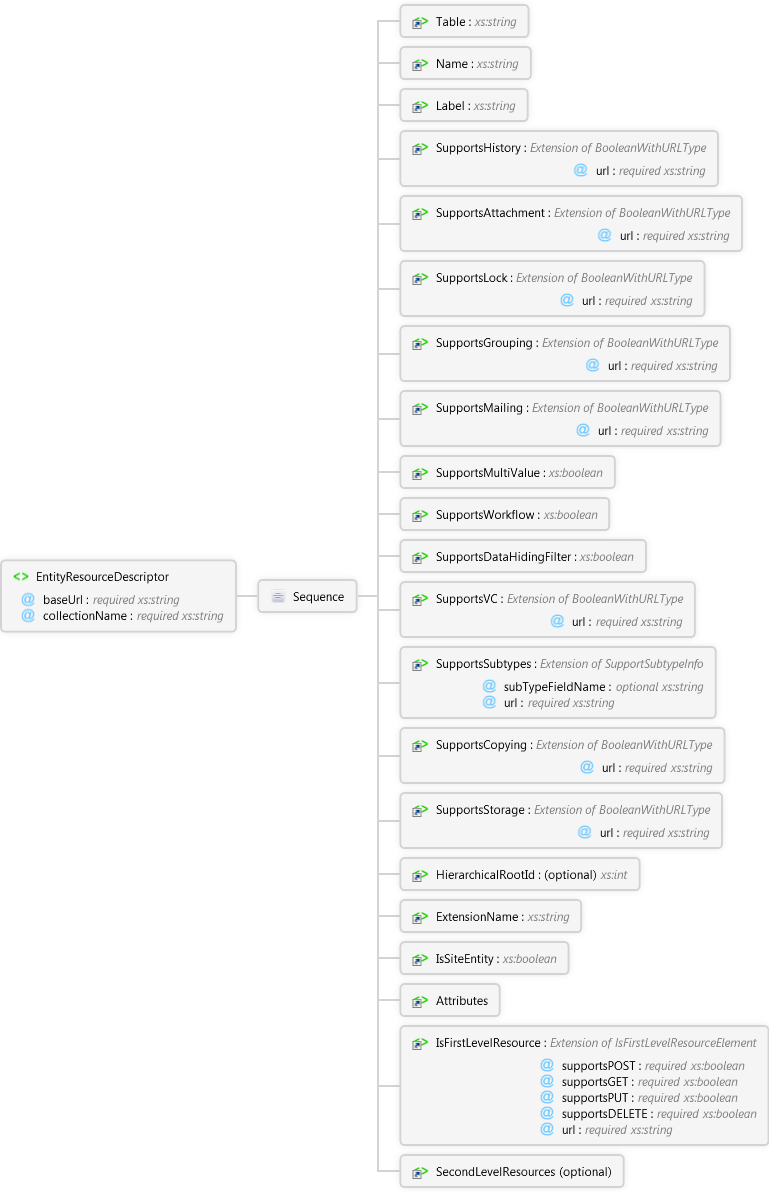 Table : xs:string
Name : xs:string
Label : xs:string
SupportsHistory : Extension of BooleanWithURLType
@ url : required xs:string
SupportsAttachment : Extension of BooleanWithURLType
@ url : required xs:string
SupportsLock : Extension of BooleanWithURLType
@ url : required xs:string
SupportsGrouping : Extension of BooleanWithURLType
@ url : required xs:string
SupportsMailing : Extension of BooleanWithURLType
@ url : required xs:string
SupportsMultiValue : xs:boolean
SupportsWorkflow : xs:boolean
SupportsDataHidingFilter : xs:boolean
EntityResourceDescriptor
@ baseUrl : required xs:string
@ collectionName : required xs:string
Sequence
SupportsVC : Extension of BooleanWithURLType
@ url : required xs:string
SupportsSubtypes : Extension of SupportSubtypeInfo
@ subTypeFieldName : optional xs:string
@ url : required xs:string
SupportsCopying : Extension of BooleanWithURLType
@ url : required xs:string
SupportsStorage : Extension of BooleanWithURLType
@ url : required xs:string
HierarchicalRootId : (optional) xs:int
ExtensionName : xs:string
IsSiteEntity : xs:boolean
Attributes
IsFirstLevelResource : Extension of IsFirstLevelResourceElement
@ supportsPOST : required xs:boolean
@ supportsGET : required xs:boolean
@ supportsPUT : required xs:boolean
@ supportsDELETE : required xs:boolean
@ url : required xs:string
SecondLevelResources (optional)